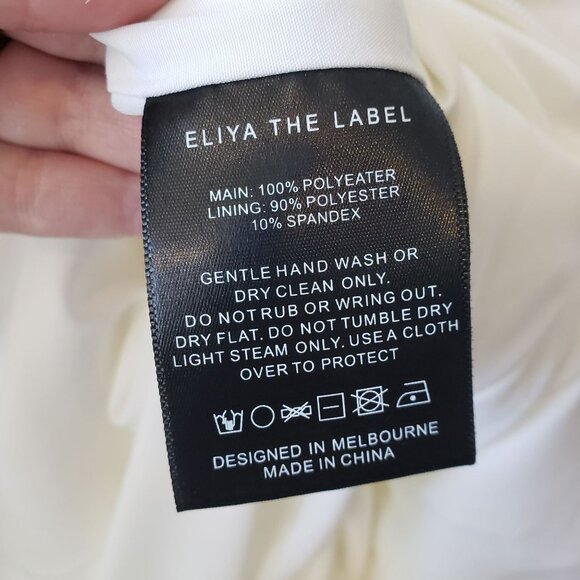 ELIYA THE LABEL
MAIN: 100% POLYEATER
LINING: 90% POLYESTER
10% SPANDEX
GENTLE HAND WASH OR
DRY CLEAN ONLY.
DO NOT RUB OR WRING OUT.
DRY FLAT. DO NOT TUMBLE DRY
LIGHT STEAM ONLY. USE A CLOTH
OVER TO PROTECT
DESIGNED IN MELBOURNE
MADE IN CHINA